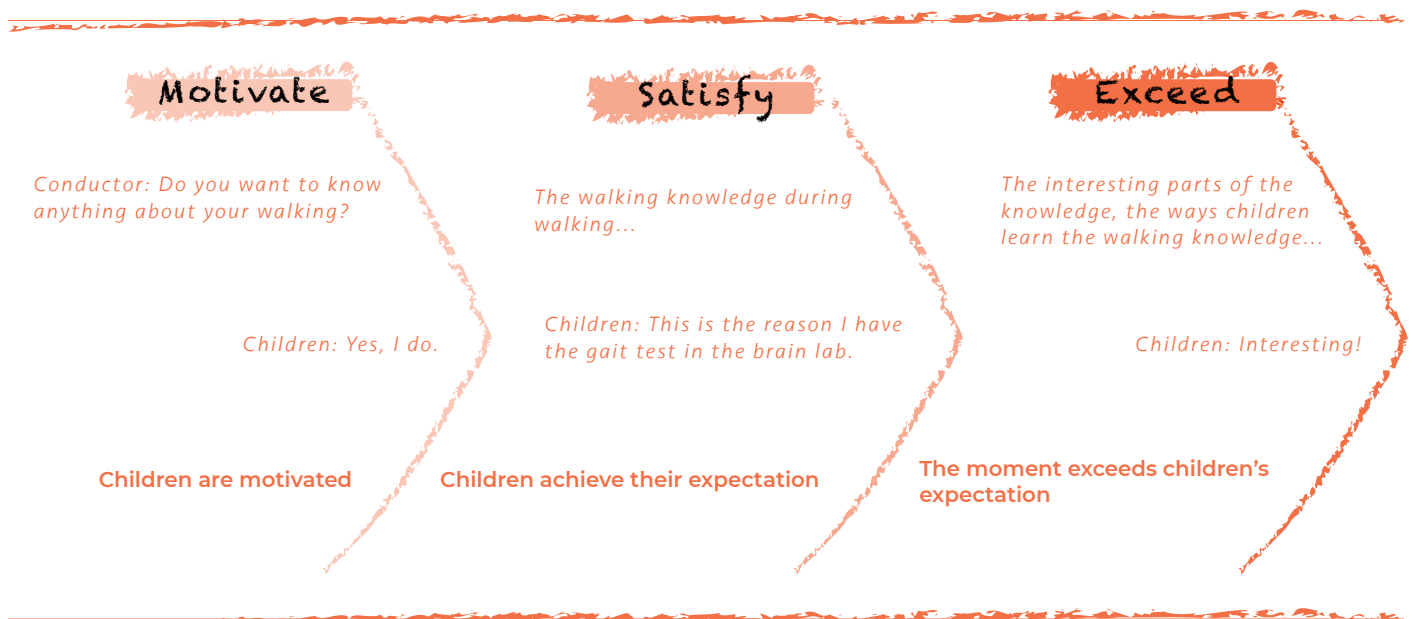 Motivate
Conductor: Do you want to know
anything about your walking?
Children: Yes, I do.
Children are motivated
Satisfy
The walking knowledge during
walking...
Children: This is the reason I have
the gait test in the brain lab.
Children achieve their expectation
Exceed
The interesting parts of the
knowledge, the ways children
learn the walking knowledge...
Children: Interesting!
The moment exceeds children’s
expectation